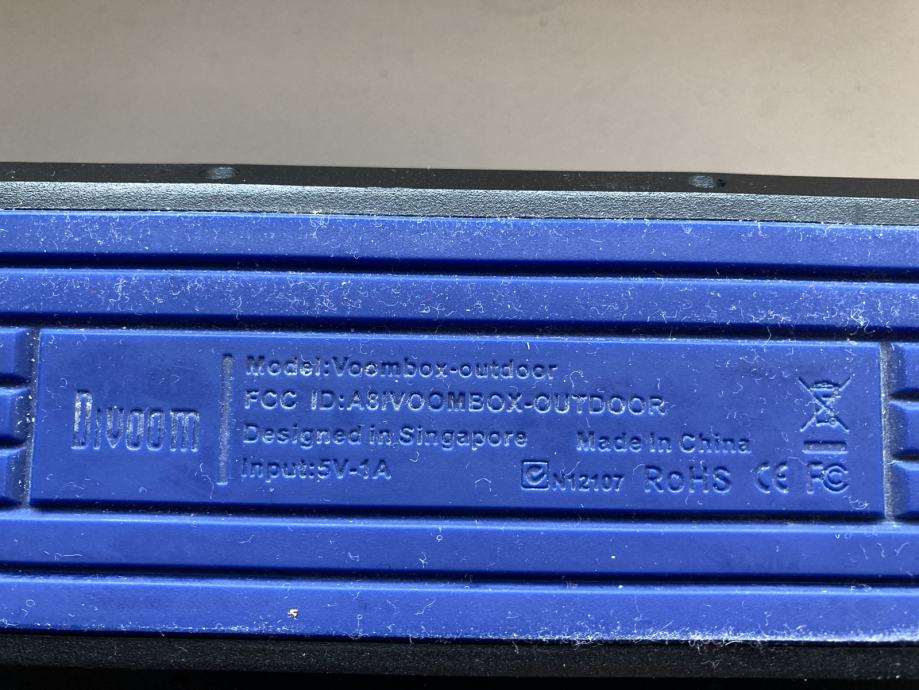 Divoom
Model:Voombox-outdoor
FCC ID:A8IVOOMBOX-OUTDOOR
Designed in Singapore Made in China
Input:5V-1A
N12107 RoHS CE FC